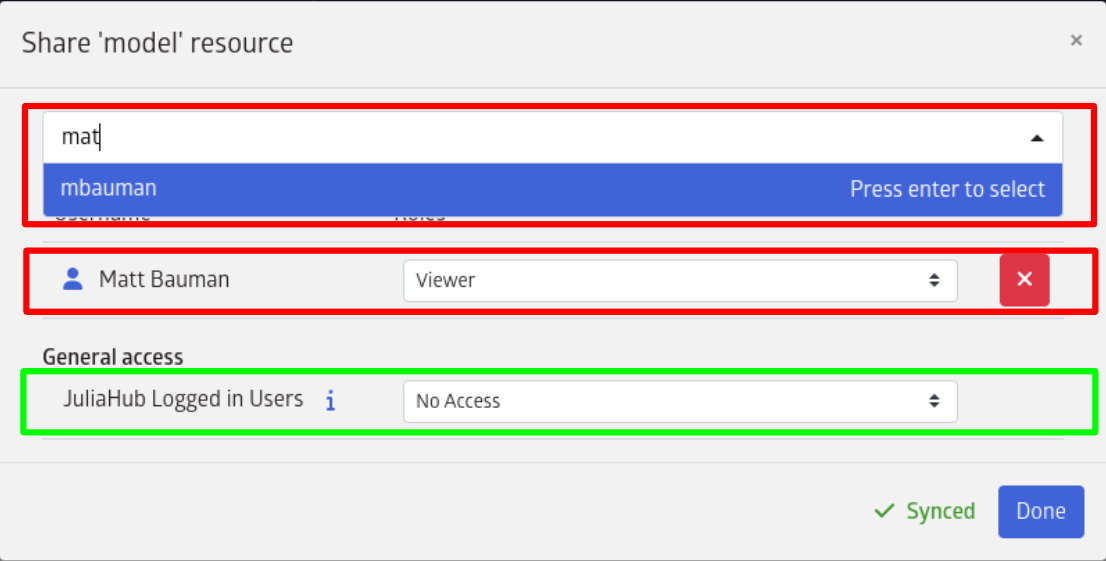 Share 'model' resource ×
mat
mbauman Press enter to select
Username Roles
Matt Bauman Viewer
General access
JuliaHub Logged in Users i No Access
Synced Done